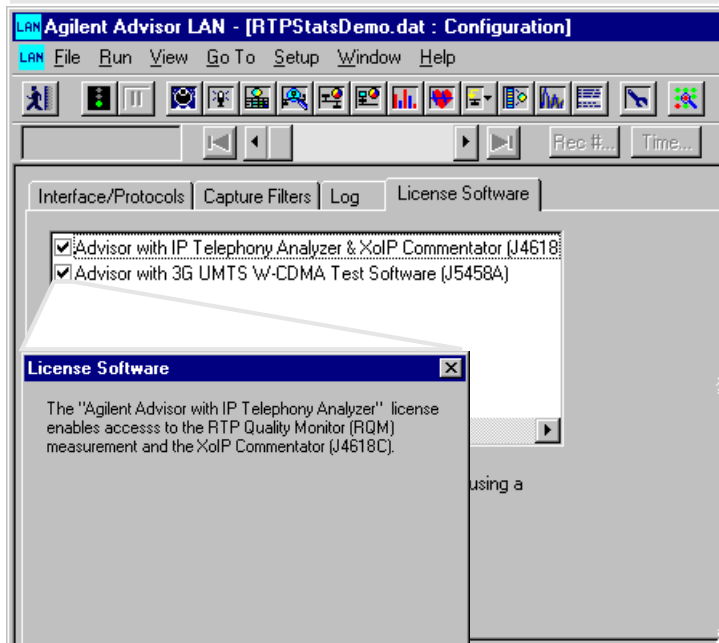 LAN Agilent Advisor LAN - [RTPStatsDemo.dat : Configuration]
LAN File Run View Go To Setup Window Help
Rec #... Time...
Interface/Protocols Capture Filters Log License Software
Advisor with IP Telephony Analyzer & XoIP Commentator (J4618
Advisor with 3G UMTS W-CDMA Test Software (J5458A)
License Software
The "Agilent Advisor with IP Telephony Analyzer" license
enables accesss to the RTP Quality Monitor (RQM)
measurement and the XoIP Commentator (J4618C).
using a